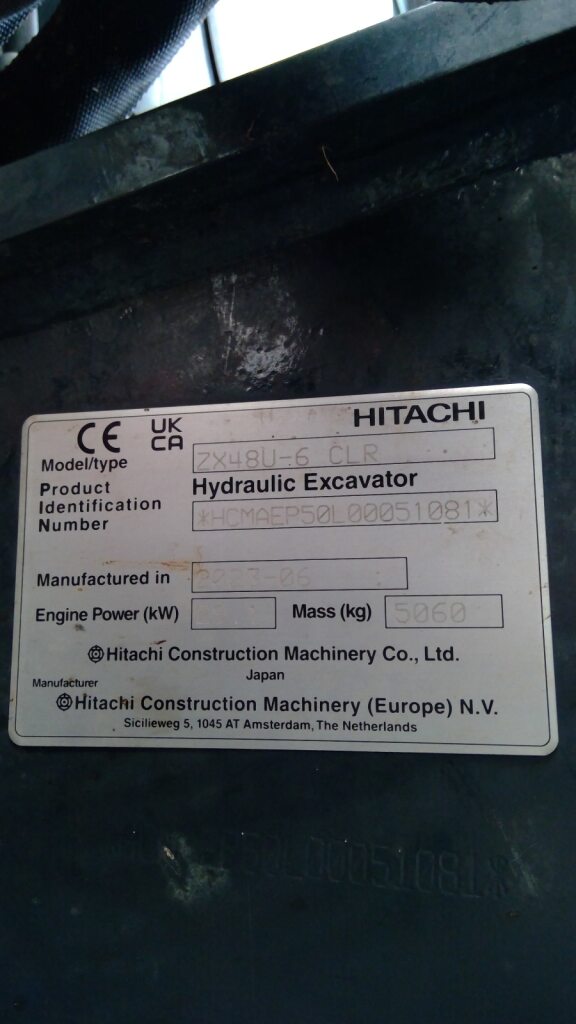 CE UK CA HITACHI
Model/type ZX48U-6 CLR
Hydraulic Excavator
Product Identification Number *HCMAEP50L00051081*
Manufactured in 2023-06
Engine Power (kW) Mass (kg) 5060
Hitachi Construction Machinery Co., Ltd.
Japan
Manufacturer
Hitachi Construction Machinery (Europe) N.V.
Sicilieweg 5, 1045 AT Amsterdam, The Netherlands